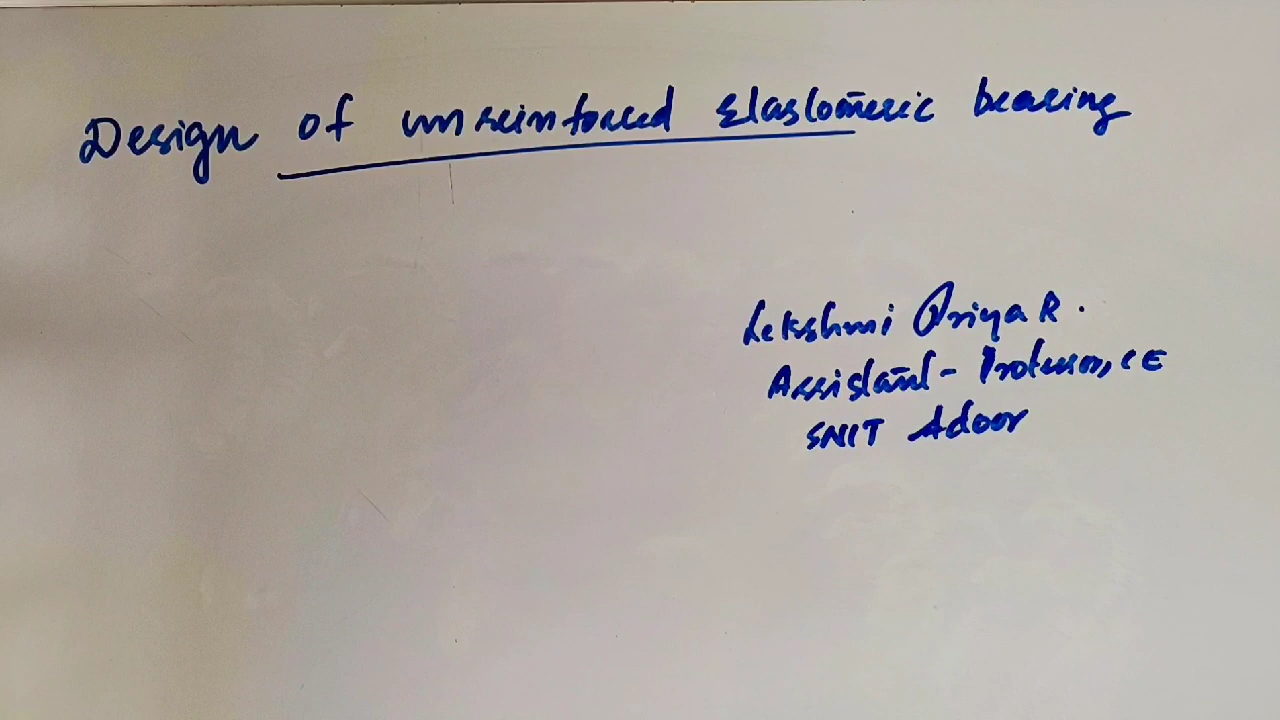 Design of unreinforced Elastomeric bearing
Lekshmi Priya R.
Assistant Professor, CE
SNIT Adoor